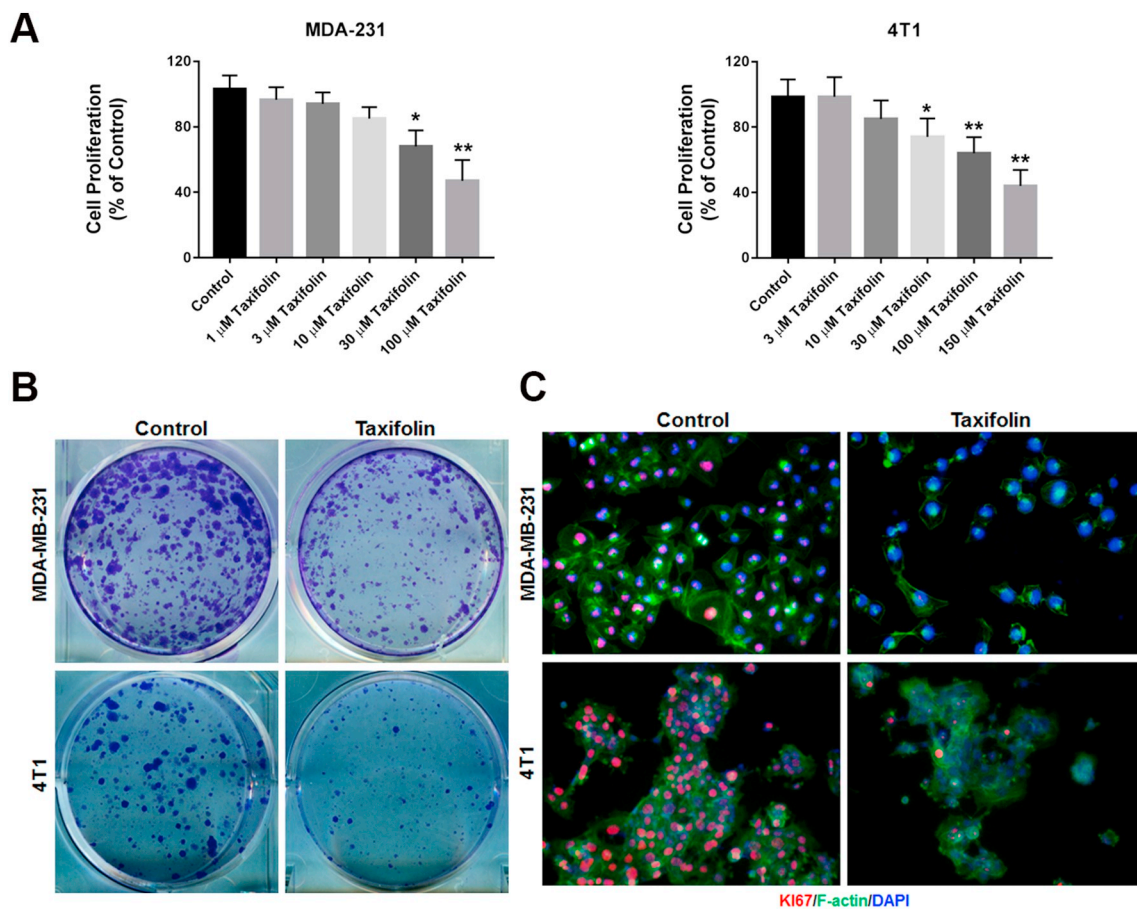 A
MDA-231
120
80
40
0
Cell Proliferation
(% of Control)
*
**
Control
1 μM Taxifolin
3 μM Taxifolin
10 μM Taxifolin
30 μM Taxifolin
100 μM Taxifolin
4T1
120
80
40
0
Cell Proliferation
(% of Control)
*
**
**
Control
3 μM Taxifolin
10 μM Taxifolin
30 μM Taxifolin
100 μM Taxifolin
150 μM Taxifolin
B
Control
Taxifolin
MDA-MB-231
4T1
C
Control
Taxifolin
MDA-MB-231
4T1
KI67/F-actin/DAPI